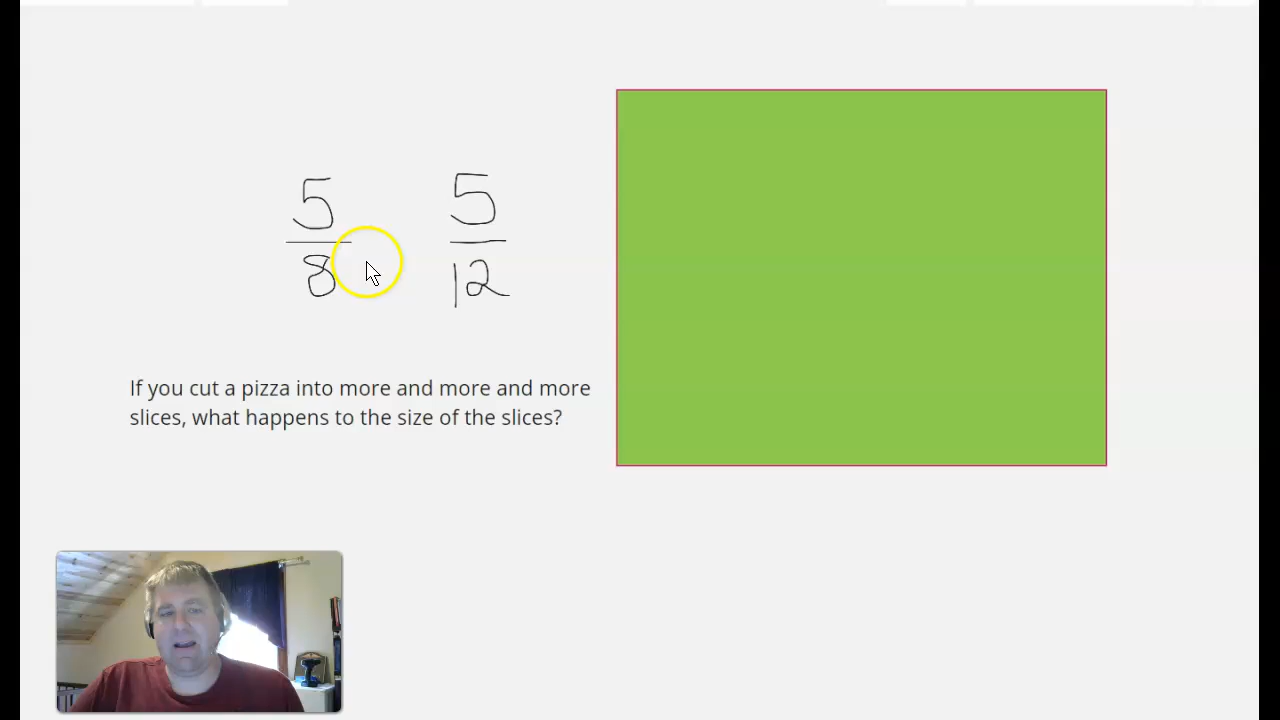 5 5
8 12
If you cut a pizza into more and more and more
slices, what happens to the size of the slices?